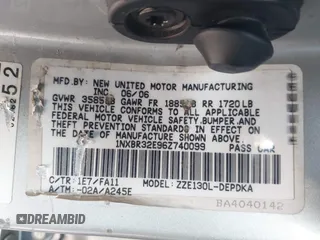 MFD.BY: NEW UNITED MOTOR MANUFACTURING
INC. 06/06
GVWR 3585LB GAWR FR 1885LB RR 1720LB
THIS VEHICLE CONFORMS TO ALL APPLICABLE
FEDERAL MOTOR VEHICLE SAFETY,BUMPER,AND
THEFT PREVENTION STANDARDS IN EFFECT ON
THE DATE OF MANUFACTURE SHOWN ABOVE.
1NXBR32E96Z740099 PASS CAR
C/TR: 1E7/FA11 MODEL: ZZE130L-DEPDKA
A/TM: -02A/A245E
BA4040142
252
DREAMBID